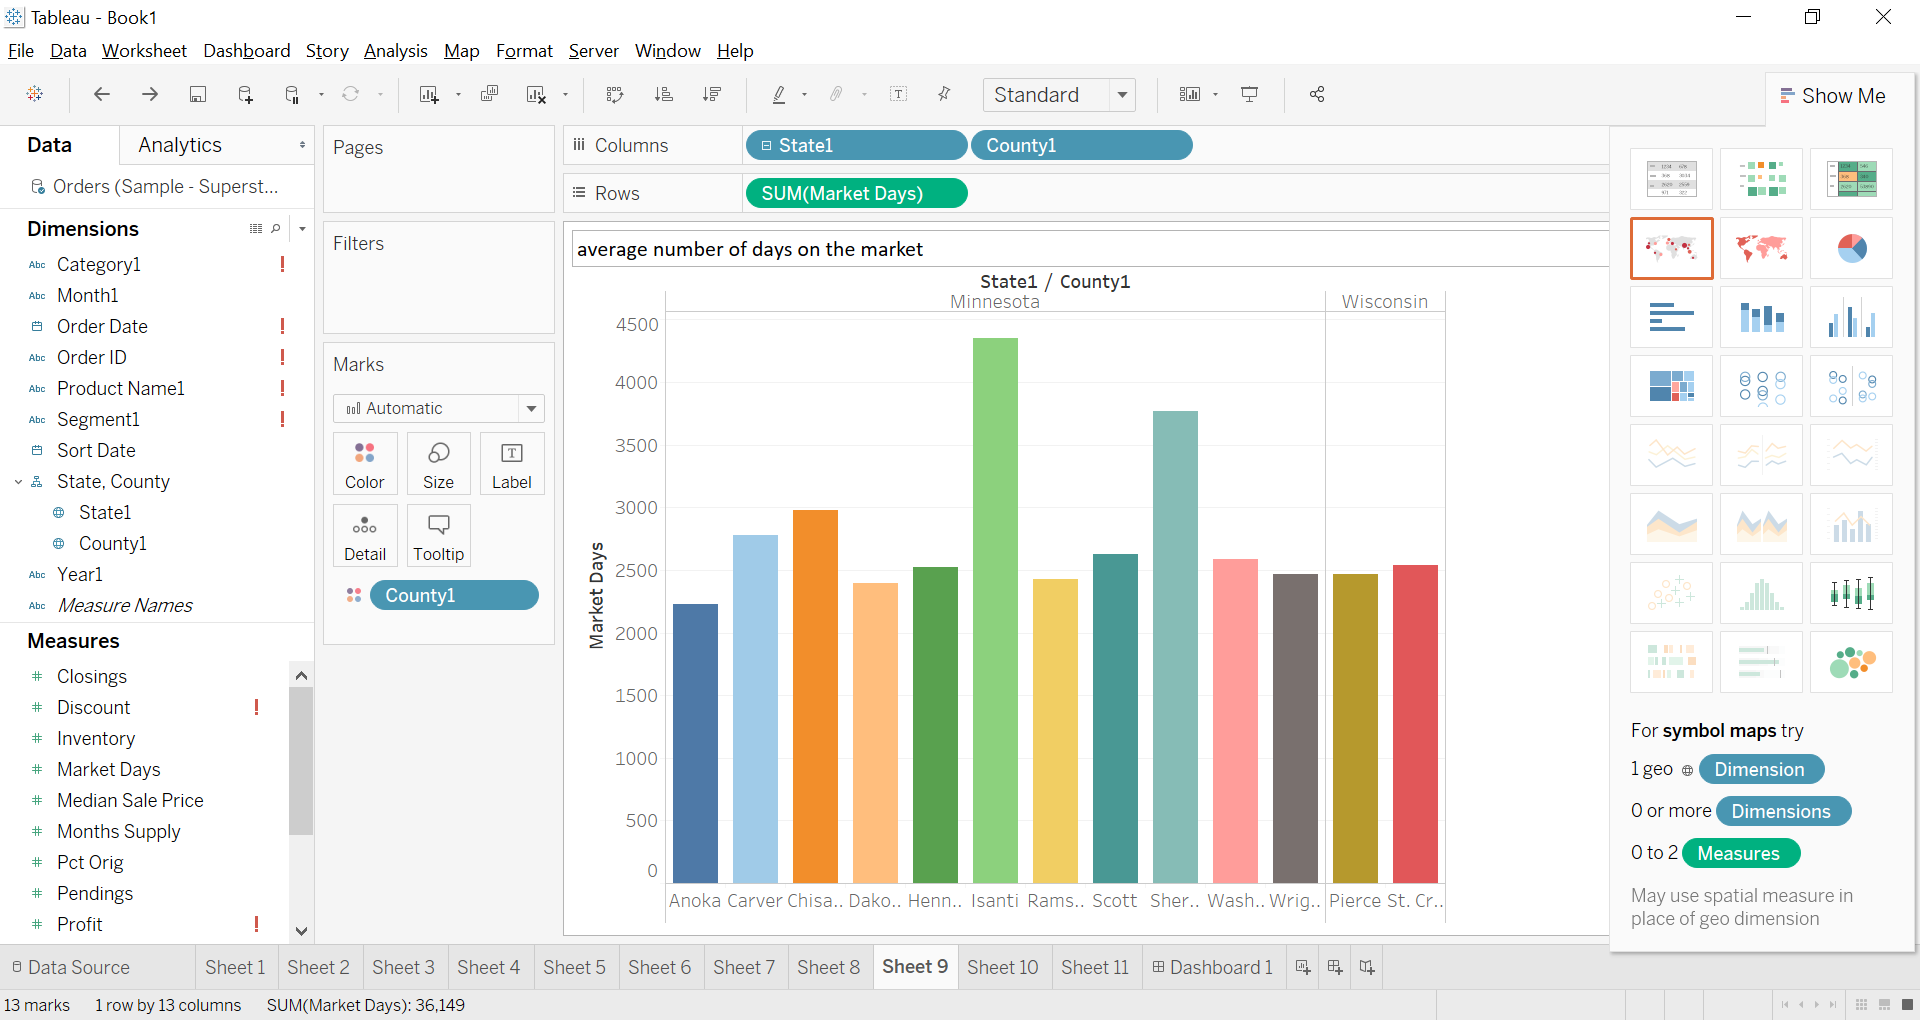 Tableau - Book1
File Data Worksheet Dashboard Story Analysis Map Format Server Window Help
Standard
Show Me
Data Analytics
Orders (Sample - Superst...
Dimensions
Abc Category1 !
Abc Month1
Order Date !
Abc Order ID !
Abc Product Name1 !
Abc Segment1 !
Sort Date
State, County
State1
County1
Abc Year1
Abc Measure Names
Measures
# Closings
# Discount !
# Inventory
# Market Days
# Median Sale Price
# Months Supply
# Pct Orig
# Pendings
# Profit !
Pages
Filters
Marks
Automatic
Color Size Label
Detail Tooltip
County1
Columns State1 County1
Rows SUM(Market Days)
average number of days on the market
State1 / County1
Minnesota Wisconsin
Market Days
4500
4000
3500
3000
2500
2000
1500
1000
500
0
Anoka Carver Chisa.. Dako.. Henn.. Isanti Rams.. Scott Sher.. Wash.. Wrig.. Pierce St. Cr..
For symbol maps try
1 geo Dimension
0 or more Dimensions
0 to 2 Measures
May use spatial measure in
place of geo dimension
Data Source Sheet 1 Sheet 2 Sheet 3 Sheet 4 Sheet 5 Sheet 6 Sheet 7 Sheet 8 Sheet 9 Sheet 10 Sheet 11 Dashboard 1
13 marks 1 row by 13 columns SUM(Market Days): 36,149